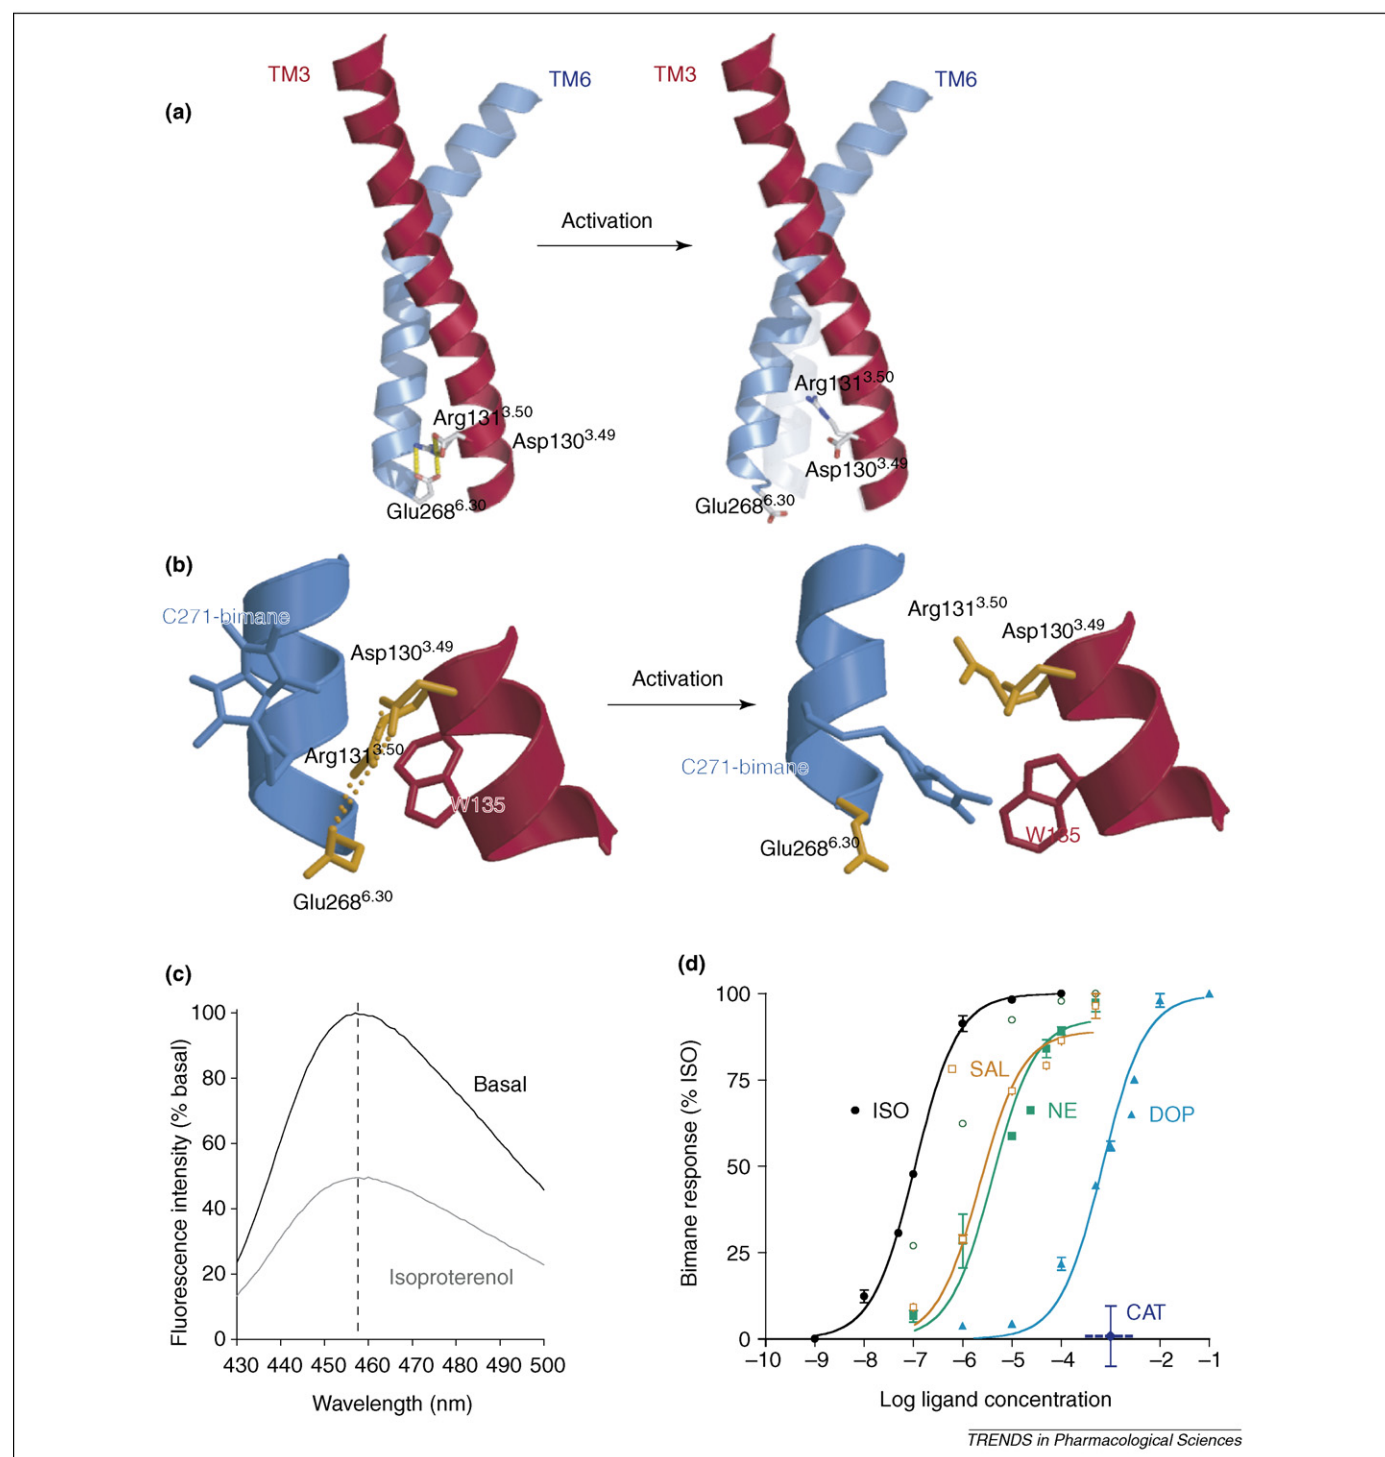 TM3
TM6
TM3
TM6
(a)
Activation
Arg131³·⁵⁰
Asp130³·⁴⁹
Glu268⁶·³⁰
Arg131³·⁵⁰
Asp130³·⁴⁹
Glu268⁶·³⁰
(b)
C271-bimane
Asp130³·⁴⁹
Arg131³·⁵⁰
W135
Glu268⁶·³⁰
Activation
Arg131³·⁵⁰
Asp130³·⁴⁹
C271-bimane
W135
Glu268⁶·³⁰
(c)
Fluorescence intensity (% basal)
100
80
60
40
20
0
Basal
Isoproterenol
430 440 450 460 470 480 490 500
Wavelength (nm)
(d)
Bimane response (% ISO)
100
75
50
25
0
SAL
ISO
NE
DOP
CAT
–10 –9 –8 –7 –6 –5 –4 –3 –2 –1
Log ligand concentration
TRENDS in Pharmacological Sciences